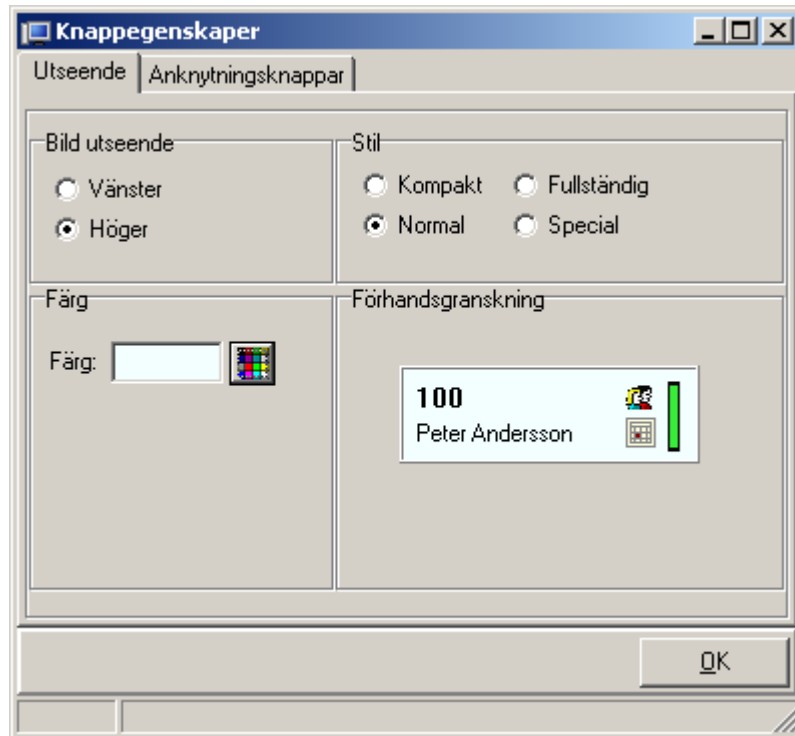 Knappegenskaper
Utseende Anknytningsknappar
Bild utseende
Vänster
Höger
Stil
Kompakt Fullständig
Normal Special
Färg
Färg:
Förhandsgranskning
100
Peter Andersson
OK